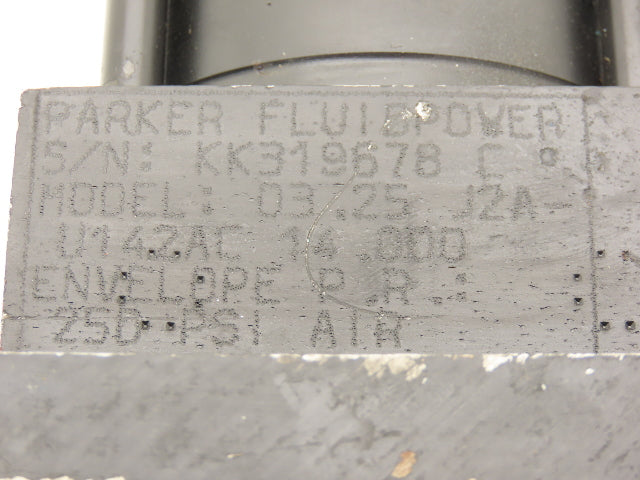 PARKER FLUIDPOWER
S/N: KK319678 C
MODEL: 03.25 J2A-
U142AC 14.000
ENVELOPE P.R.:
250 PSI AIR